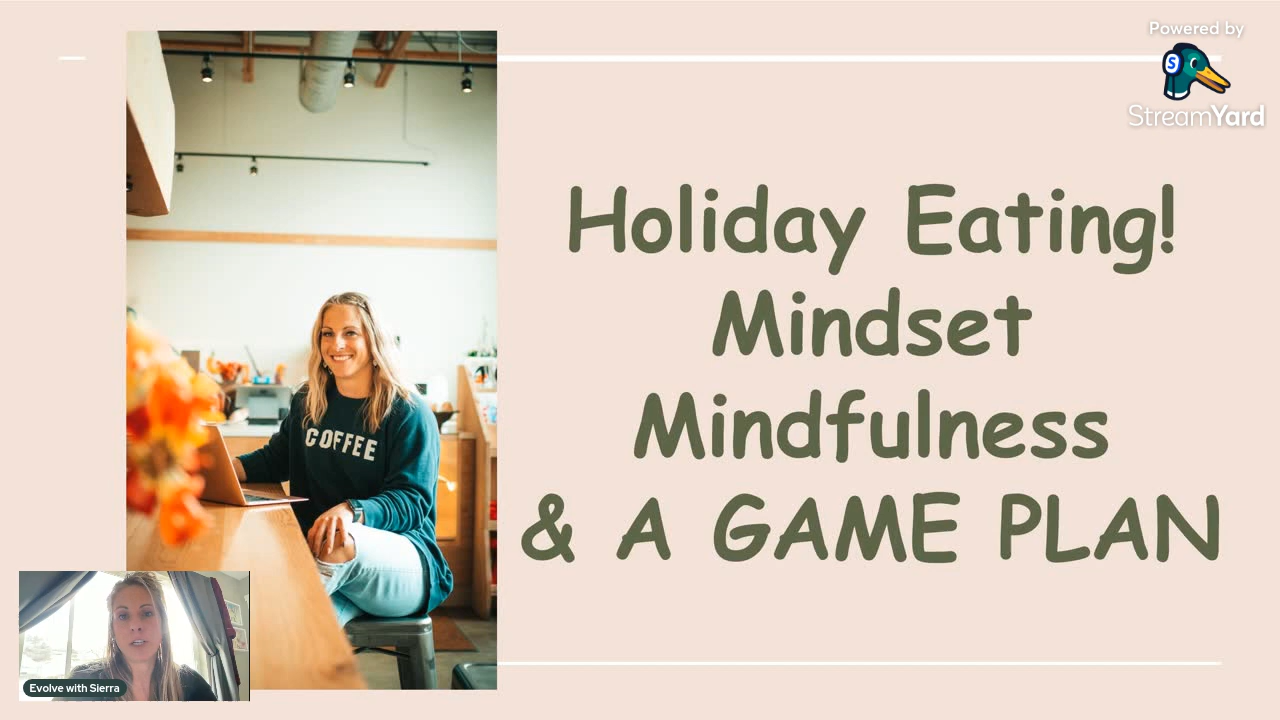 Powered by
S
StreamYard
Holiday Eating!
Mindset
Mindfulness
& A GAME PLAN
COFFEE
Evolve with Sierra